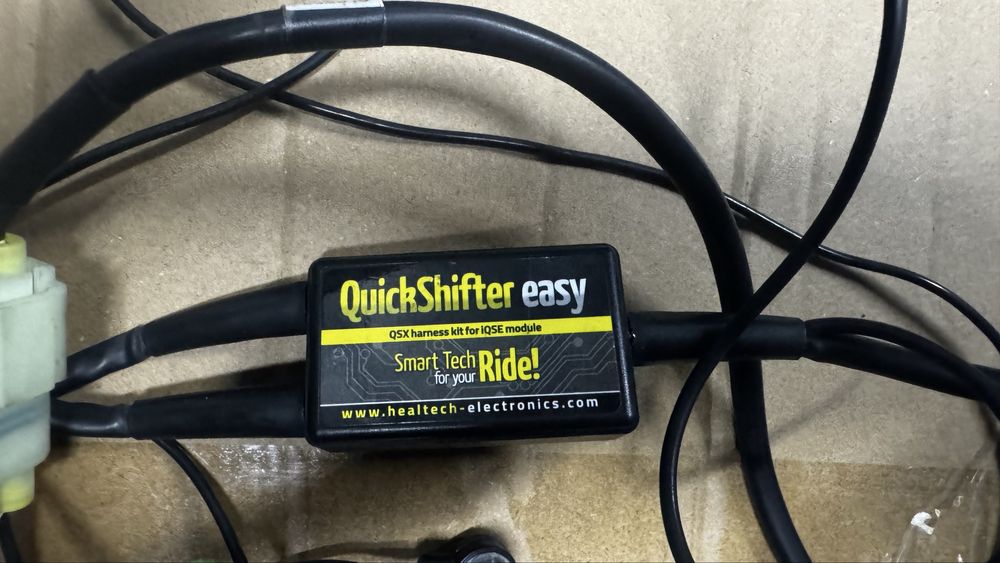 QuickShifter easy
QSX harness kit for iQSE module
Smart Tech
for your Ride!
www.healtech-electronics.com